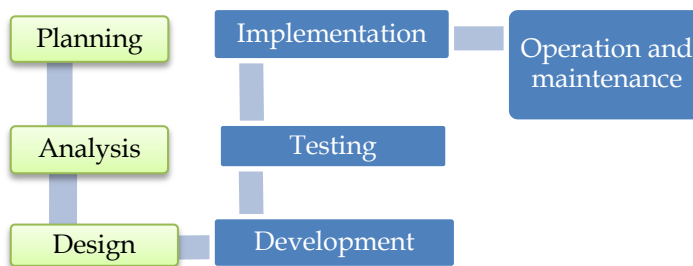 Planning
Analysis
Design
Development
Testing
Implementation
Operation and
maintenance